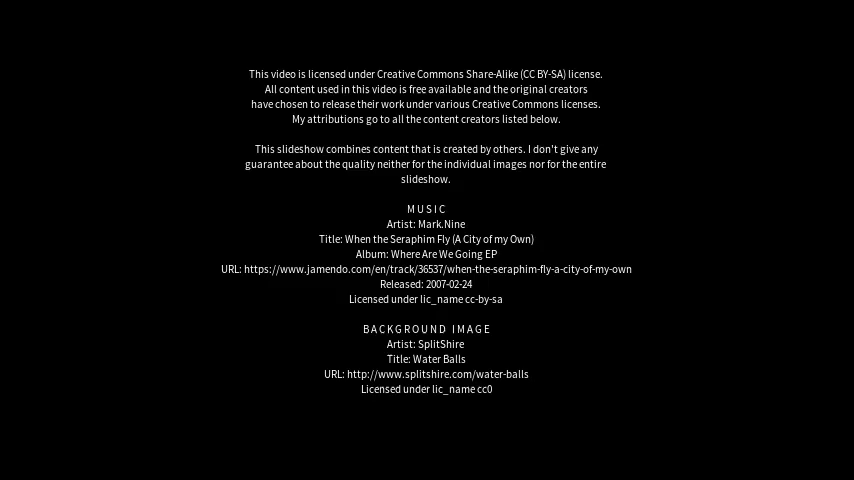 This video is licensed under Creative Commons Share-Alike (CC BY-SA) license.
All content used in this video is free available and the original creators
have chosen to release their work under various Creative Commons licenses.
My attributions go to all the content creators listed below.
This slideshow combines content that is created by others. I don't give any
guarantee about the quality neither for the individual images nor for the entire
slideshow.
MUSIC
Artist: Mark.Nine
Title: When the Seraphim Fly (A City of my Own)
Album: Where Are We Going EP
URL: https://www.jamendo.com/en/track/36537/when-the-seraphim-fly-a-city-of-my-own
Released: 2007-02-24
Licensed under lic_name cc-by-sa
BACKGROUND IMAGE
Artist: SplitShire
Title: Water Balls
URL: http://www.splitshire.com/water-balls
Licensed under lic_name cc0